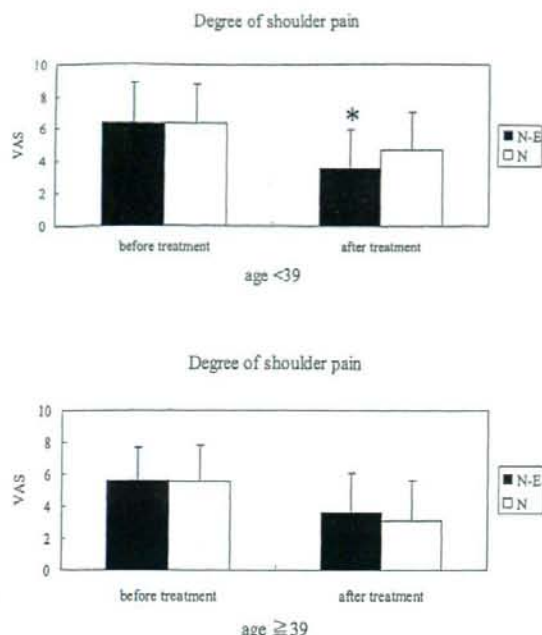 Degree of shoulder pain
10
8
6
4
2
0
VAS
*
N-E
N
before treatment
after treatment
age <39
Degree of shoulder pain
10
8
6
4
2
0
VAS
N-E
N
before treatment
after treatment
age ≧39